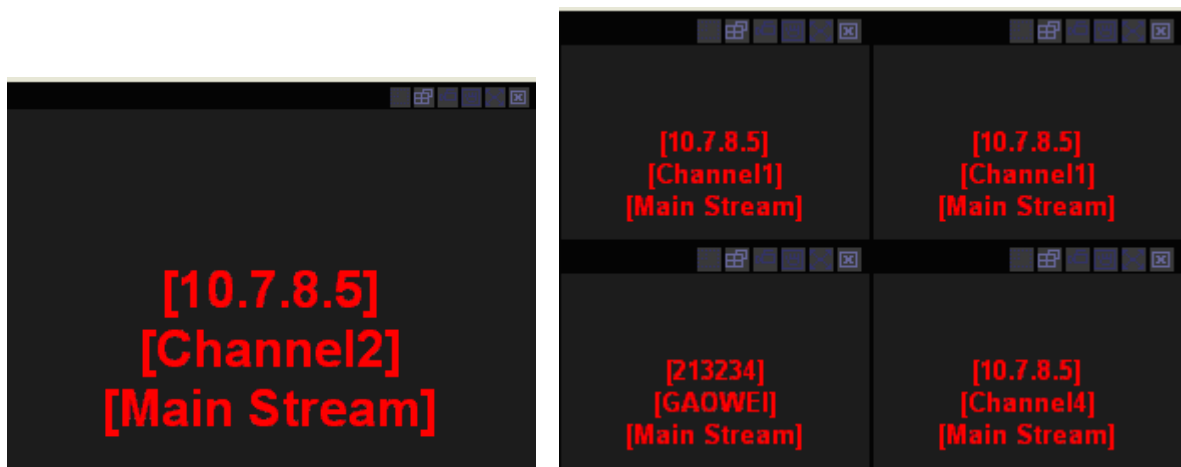 [10.7.8.5]
[Channel2]
[Main Stream]
[10.7.8.5]
[Channel1]
[Main Stream]
[10.7.8.5]
[Channel1]
[Main Stream]
[213234]
[GAOWEI]
[Main Stream]
[10.7.8.5]
[Channel4]
[Main Stream]